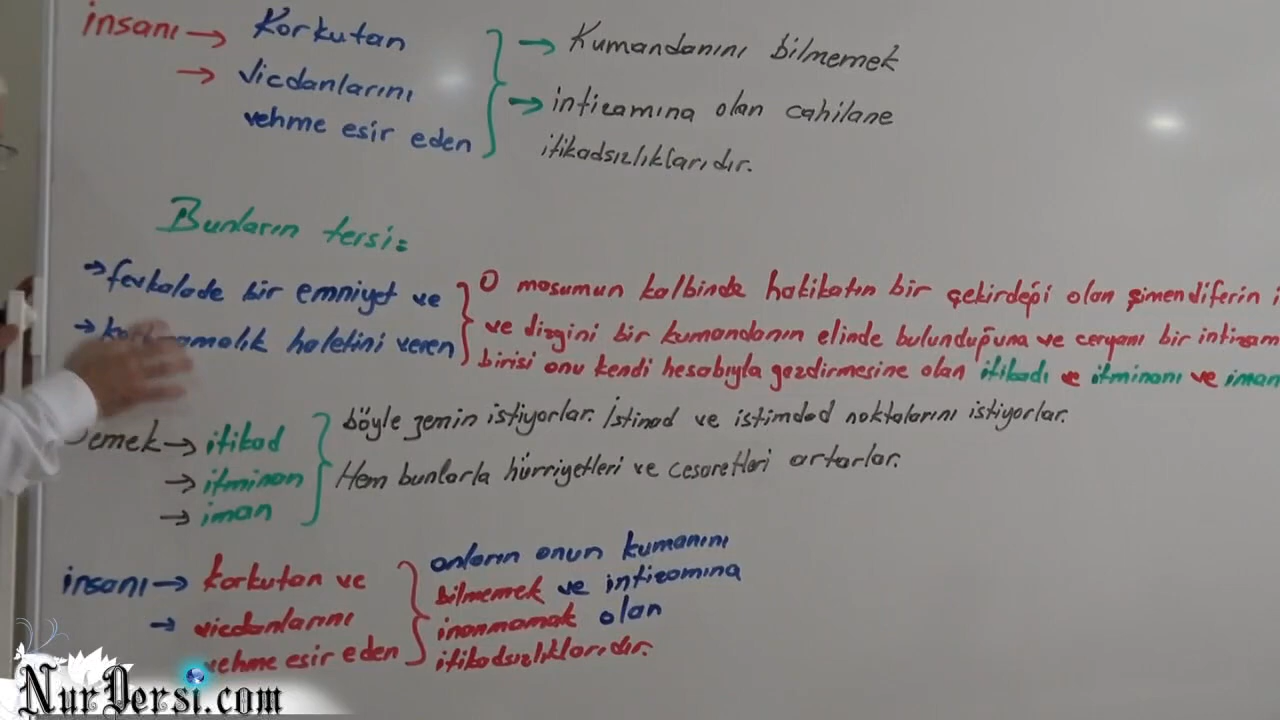 insanı → Korkutan
→ vicdanlarını
vehme esir eden
→ Kumandanını bilmemek
→ intizamına olan cahilane
itikadsızlıklarıdır.
Bunların tersi:
→ fevkalade bir emniyet ve
→ korkmamalık haletini veren
O masumun kalbinde hakikatın bir çekirdeği olan şimendiferin
ve dizgini bir kumandanın elinde bulunduğuna ve ceryanı bir intizam
birisi onu kendi hesabıyla gezdirmesine olan itikadı ve itminanı ve iman
Demek → itikad
→ itminan
→ iman
böyle zemin istiyorlar. İstinad ve istimdad noktalarını istiyorlar.
Hem bunlarla hürriyetleri ve cesaretleri artarlar.
insanı → korkutan ve
→ vicdanlarını
vehme esir eden
onların onun kumanını
bilmemek ve intizamına
inanmamak olan
itikadsızlıklarıdır.
NurDersi.com